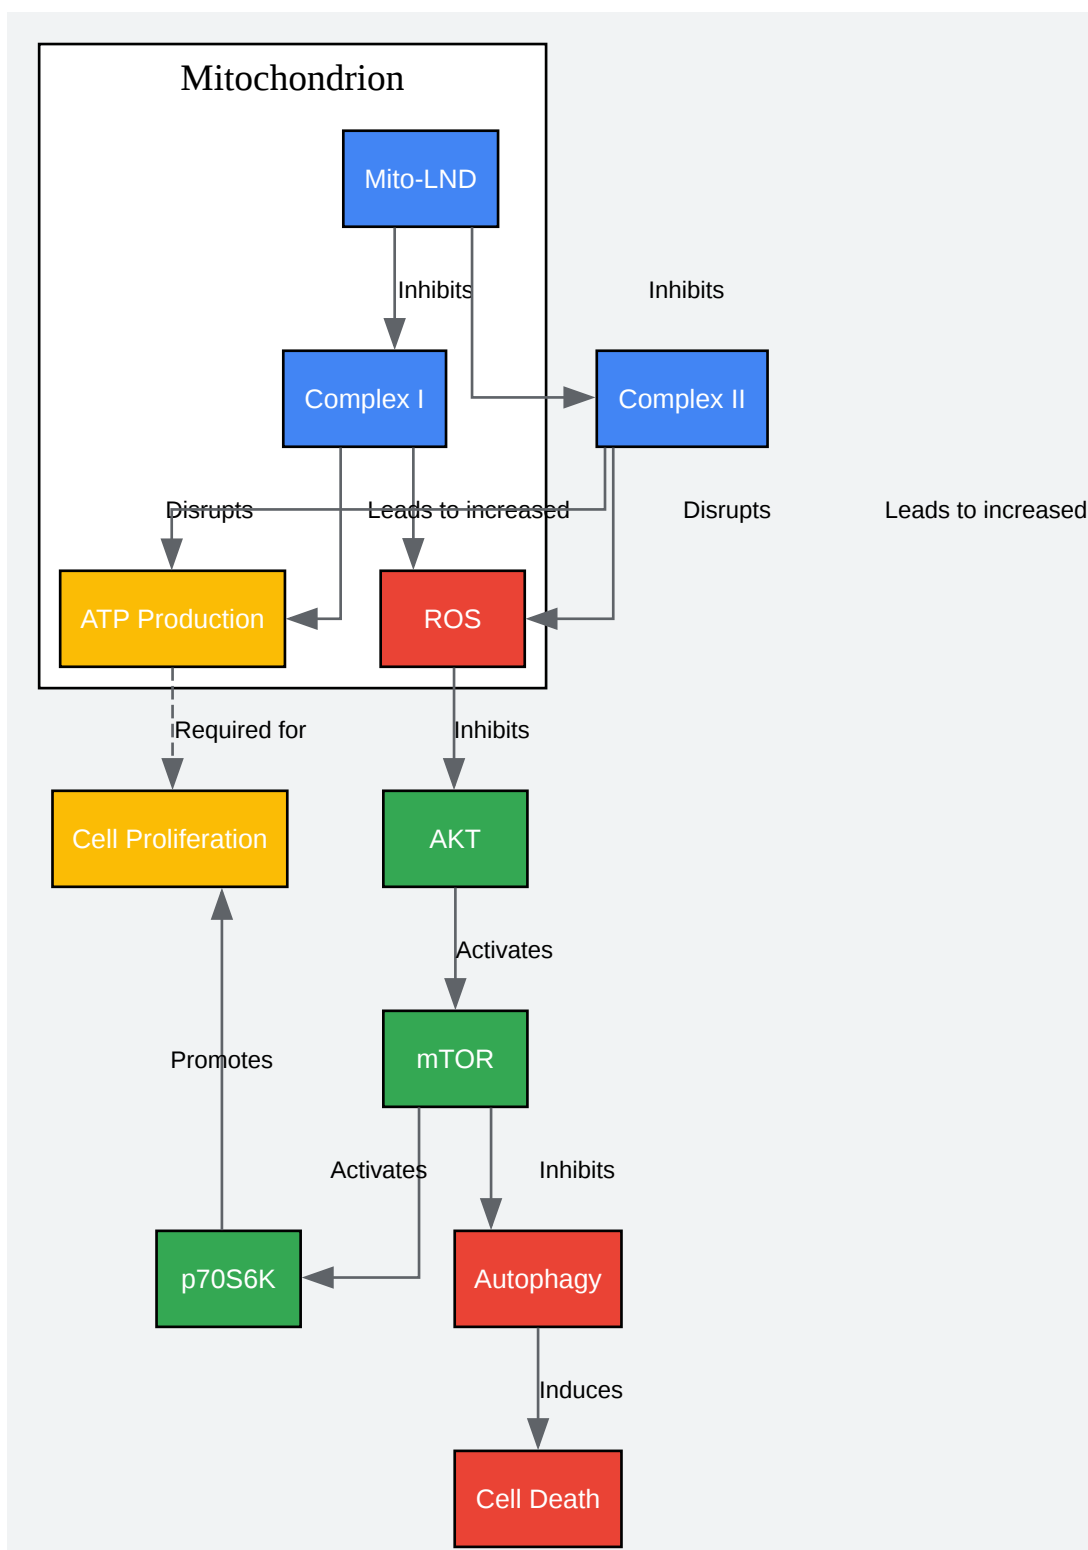 Mitochondrion
Mito-LND
Inhibits
Inhibits
Complex I
Complex II
Disrupts
Leads to increased
Disrupts
Leads to increased
ATP Production
ROS
Required for
Inhibits
Cell Proliferation
AKT
Activates
mTOR
Promotes
Activates
Inhibits
p70S6K
Autophagy
Induces
Cell Death